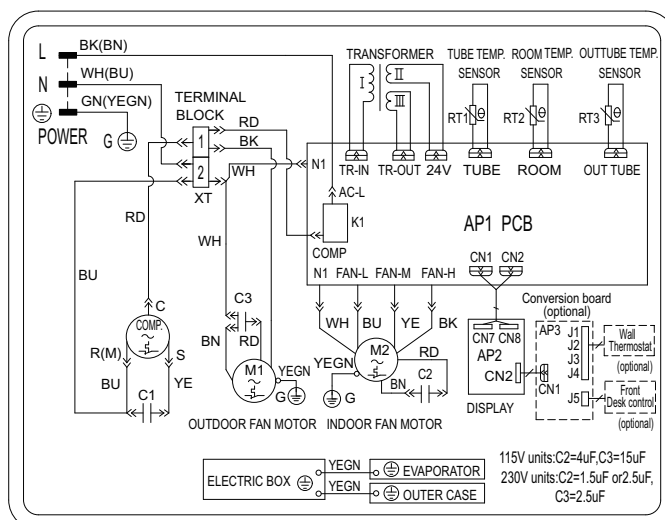 L BK(BN)
N WH(BU)
GN(YEGN)
POWER
G
TERMINAL
BLOCK
1
2
XT
RD
BK
WH
RD
BU
WH
TRANSFORMER
I
II
III
TUBE TEMP.
SENSOR
ROOM TEMP.
SENSOR
OUTTUBE TEMP.
SENSOR
RT1
RT2
RT3
θ
θ
θ
N1
TR-IN
TR-OUT
24V
TUBE
ROOM
OUT TUBE
AC-L
K1
COMP
AP1 PCB
CN1 CN2
N1 FAN-L FAN-M FAN-H
WH BU YE BK
C
COMP.
R(M)
S
BU
YE
C1
C3
BN
RD
M1
YEGN
G
OUTDOOR FAN MOTOR
M2
YEGN
G
RD
BN
C2
INDOOR FAN MOTOR
CN7 CN8
AP2
CN2
DISPLAY
Conversion board
(optional)
AP3
J1
J2
J3
J4
J5
CN1
Wall
Thermostat
(optional)
Front
Desk control
(optional)
ELECTRIC BOX
YEGN
EVAPORATOR
YEGN
OUTER CASE
115V units:C2=4uF,C3=15uF
230V units:C2=1.5uF or2.5uF,
C3=2.5uF